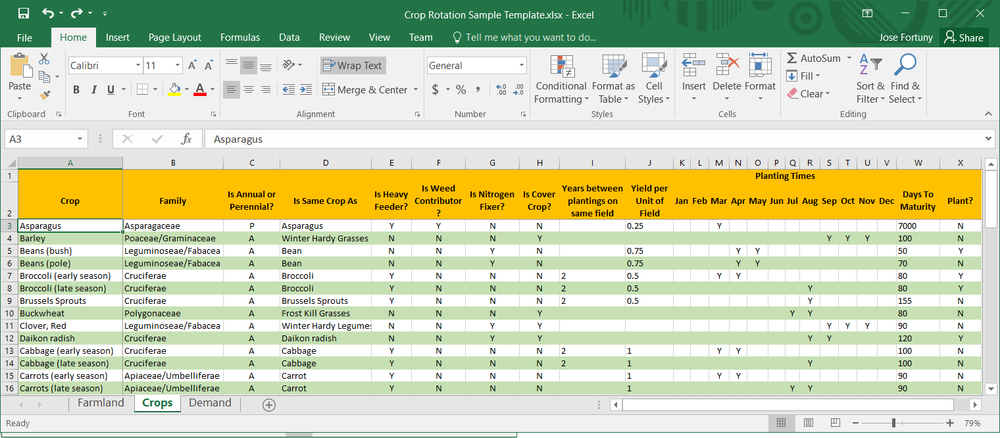 Crop Rotation Sample Template.xlsx - Excel
File Home Insert Page Layout Formulas Data Review View Team Tell me what you want to do... Jose Fortuny Share
Paste
Clipboard
Calibri 11
B I U A
Font
Wrap Text
Merge & Center
Alignment
General
$ % ,
Number
Conditional Formatting
Format as Table
Cell Styles
Styles
Insert Delete Format
Cells
AutoSum
Fill
Clear
Sort & Filter
Find & Select
Editing
A3 fx Asparagus
A B C D E F G H I J K L M N O P Q R S T U V W X
1 Planting Times
2 Crop Family Is Annual or Perennial? Is Same Crop As Is Heavy Feeder? Is Weed Contributor ? Is Nitrogen Fixer? Is Cover Crop? Years between plantings on same field Yield per Unit of Field Jan Feb Mar Apr May Jun Jul Aug Sep Oct Nov Dec Days To Maturity Plant?
3 Asparagus Asparagaceae P Asparagus Y Y N N 0.25 Y 7000 N
4 Barley Poaceae/Graminaceae A Winter Hardy Grasses N N N Y Y Y Y 100 N
5 Beans (bush) Leguminoseae/Fabacea A Bean N N Y N 0.75 Y Y 50 Y
6 Beans (pole) Leguminoseae/Fabacea A Bean N N Y N 0.75 Y Y 70 N
7 Broccoli (early season) Cruciferae A Broccoli Y N N N 2 0.5 Y Y 80 Y
8 Broccoli (late season) Cruciferae A Broccoli Y N N N 2 0.5 Y 80 Y
9 Brussels Sprouts Cruciferae A Brussels Sprouts Y N N N 2 0.5 Y 155 N
10 Buckwheat Polygonaceae A Frost Kill Grasses N N N Y Y Y 80 N
11 Clover, Red Leguminoseae/Fabacea A Winter Hardy Legumes N N Y Y Y Y Y 90 N
12 Daikon radish Cruciferae A Daikon radish N N Y Y Y Y 120 Y
13 Cabbage (early season) Cruciferae A Cabbage Y N N N 2 1 Y Y 100 N
14 Cabbage (late season) Cruciferae A Cabbage Y N N N 2 1 Y 100 N
15 Carrots (early season) Apiaceae/Umbelliferae A Carrot Y N N N 1 Y Y 90 N
16 Carrots (late season) Apiaceae/Umbelliferae A Carrot Y N N N 1 Y Y 90 N
Farmland Crops Demand
Ready 79%